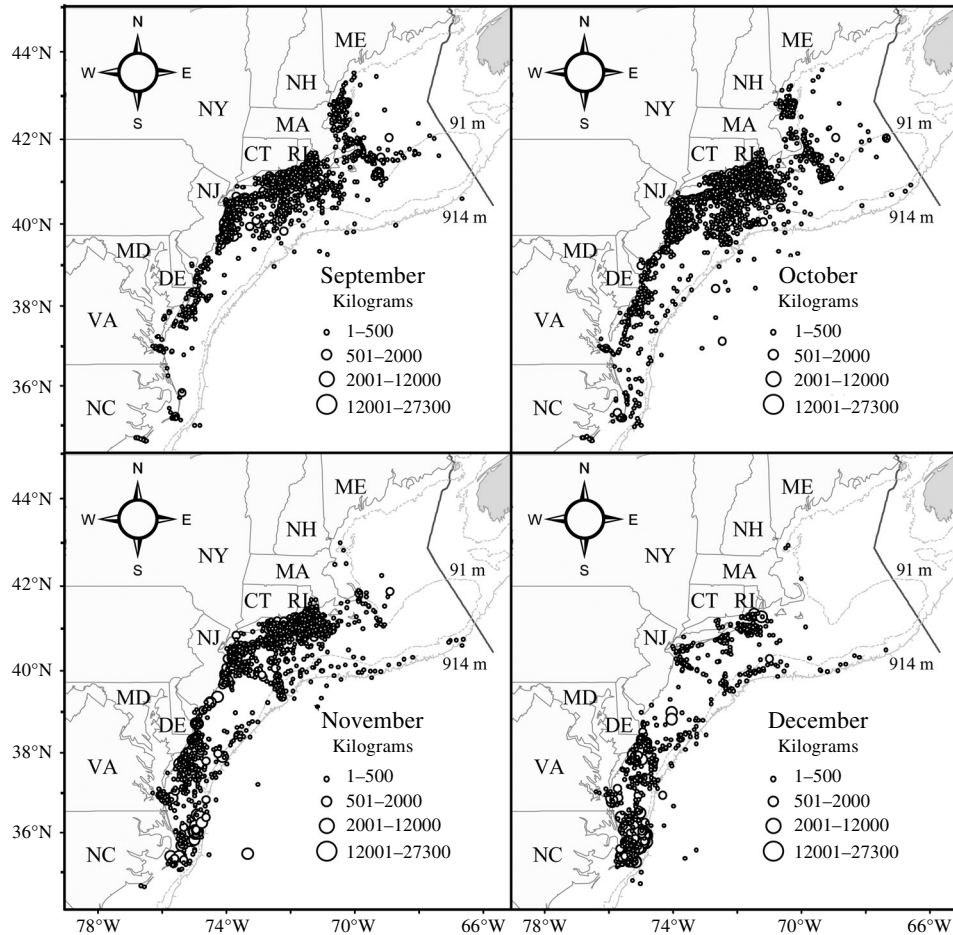 44°N
42°N
40°N
38°N
36°N
N
W E
S
ME
NH
NY
MA
CT RI
NJ
MD
DE
VA
NC
91 m
914 m
September
Kilograms
1–500
501–2000
2001–12000
12001–27300
N
W E
S
ME
NH
NY
MA
CT RI
NJ
MD
DE
VA
NC
91 m
914 m
October
Kilograms
1–500
501–2000
2001–12000
12001–27300
44°N
42°N
40°N
38°N
36°N
N
W E
S
ME
NH
NY
MA
CT RI
NJ
MD
DE
VA
NC
91 m
914 m
November
Kilograms
1–500
501–2000
2001–12000
12001–27300
78°W 74°W 70°W 66°W
N
W E
S
ME
NH
NY
MA
CT RI
NJ
MD
DE
VA
NC
91 m
914 m
December
Kilograms
1–500
501–2000
2001–12000
12001–27300
78°W 74°W 70°W 66°W